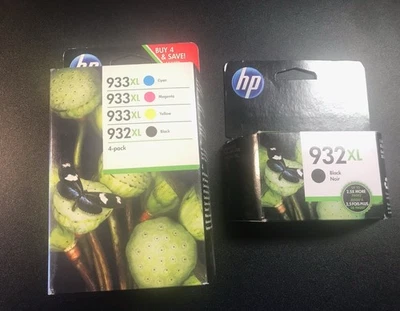 hp
BUY 4
& SAVE!
933XL Cyan
933XL Magenta
933XL Yellow
932XL Black
4-pack
hp
932XL
Black
Noir